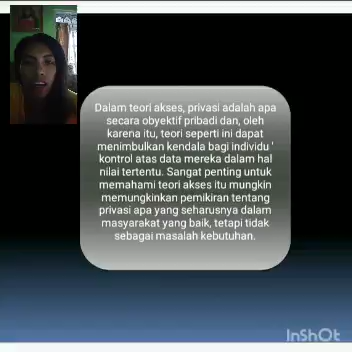 Dalam teori akses, privasi adalah apa
secara obyektif pribadi dan, oleh
karena itu, teori seperti ini dapat
menimbulkan kendala bagi individu '
kontrol atas data mereka dalam hal
nilai tertentu. Sangat penting untuk
memahami teori akses itu mungkin
memungkinkan pemikiran tentang
privasi apa yang seharusnya dalam
masyarakat yang baik, tetapi tidak
sebagai masalah kebutuhan.
InShOt